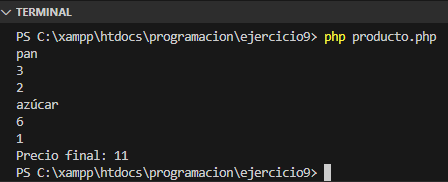 TERMINAL
PS C:\xampp\htdocs\programacion\ejercicio9> php producto.php
pan
3
2
azúcar
6
1
Precio final: 11
PS C:\xampp\htdocs\programacion\ejercicio9>